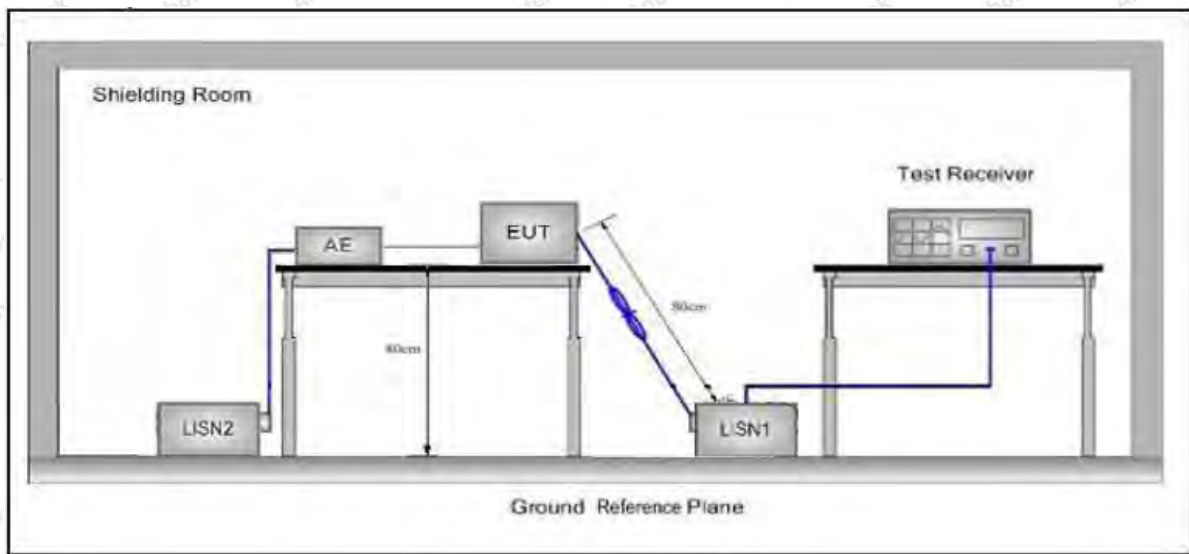 Shielding Room
Test Receiver
AE
EUT
80cm
80cm
LISN2
LISN1
Ground Reference Plane